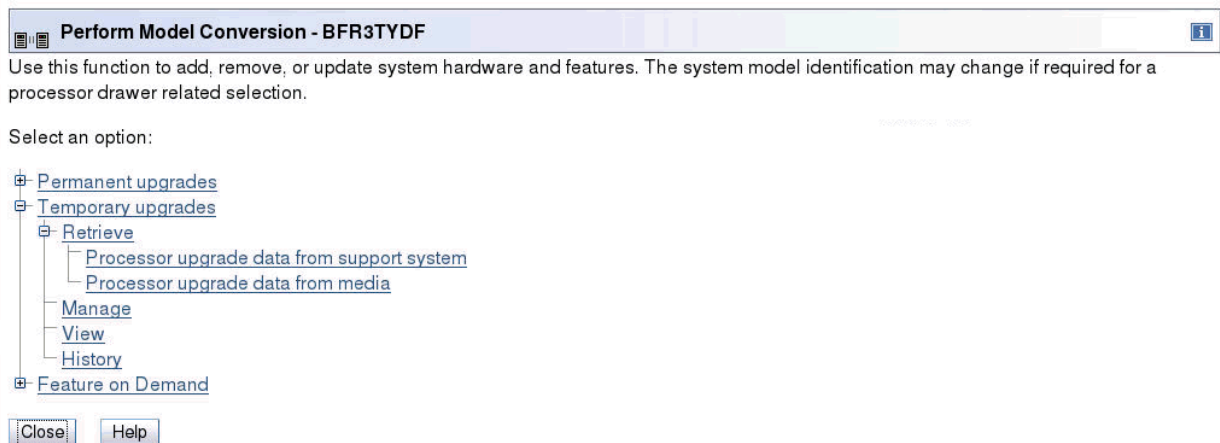 Perform Model Conversion - BFR3TYDF
Use this function to add, remove, or update system hardware and features. The system model identification may change if required for a
processor drawer related selection.
Select an option:
Permanent upgrades
Temporary upgrades
Retrieve
Processor upgrade data from support system
Processor upgrade data from media
Manage
View
History
Feature on Demand
Close Help